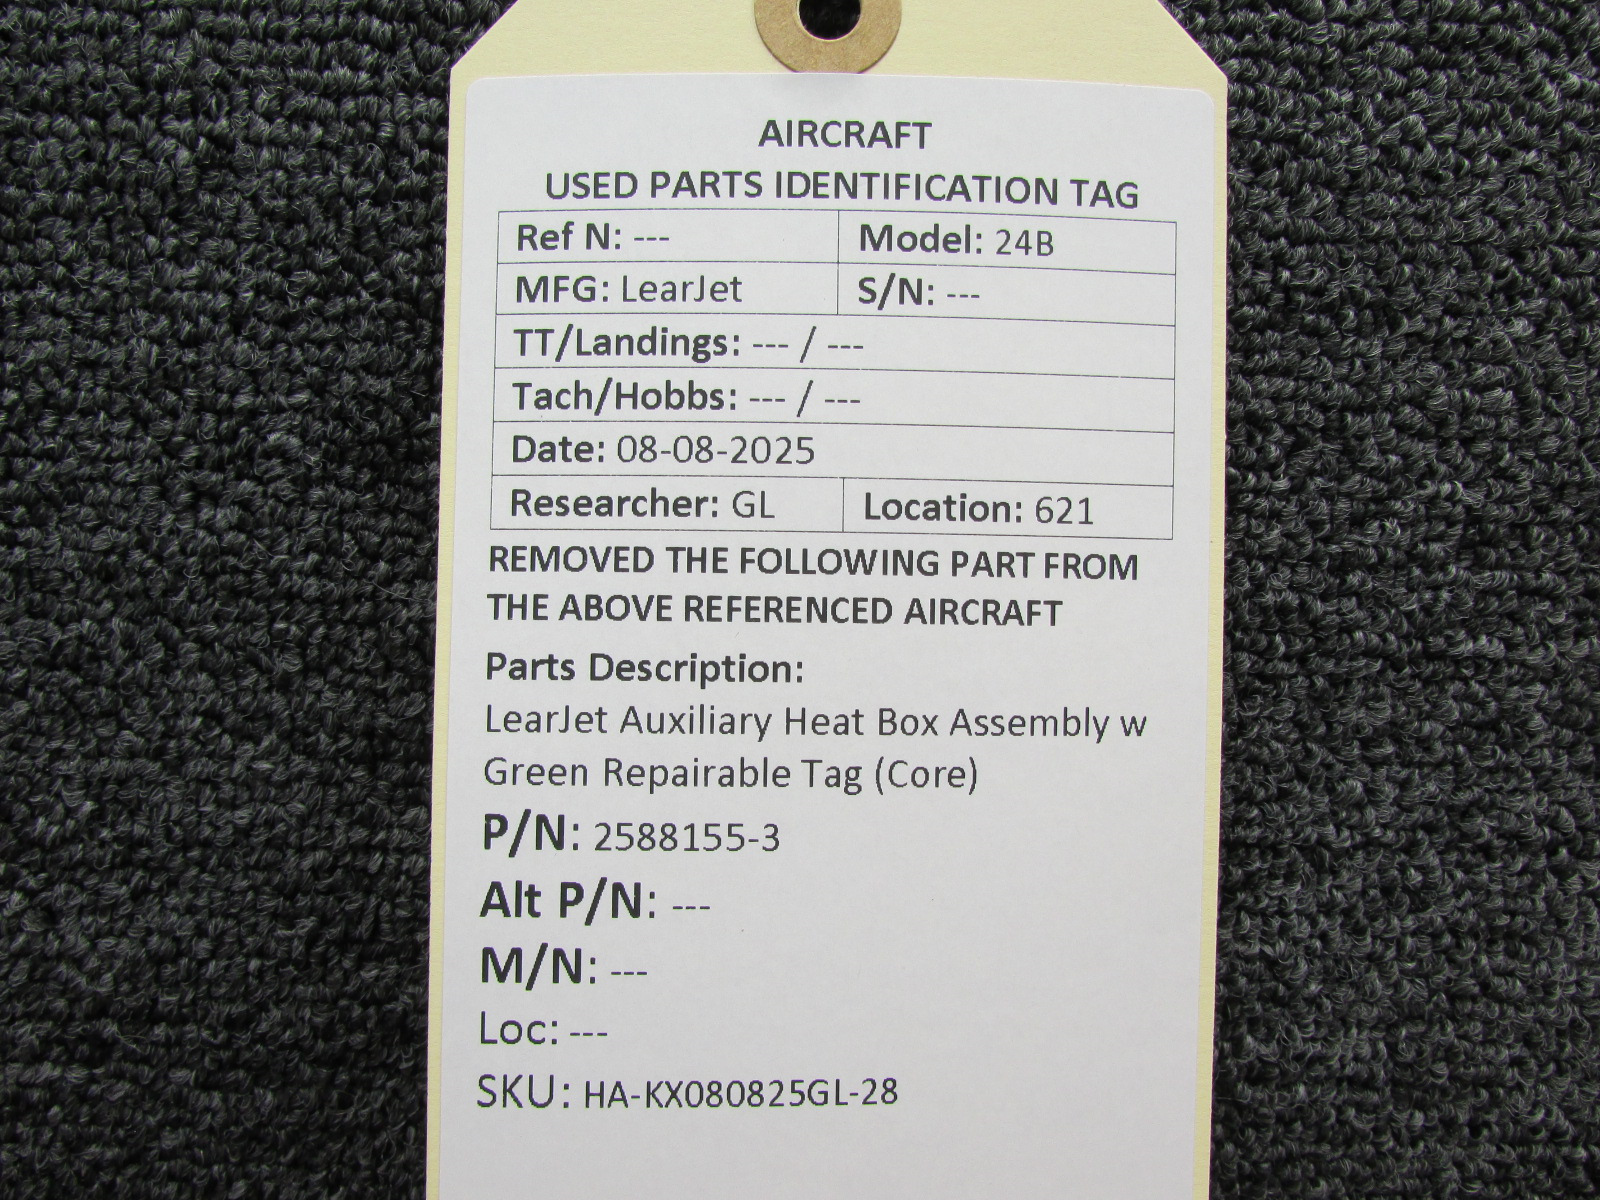 AIRCRAFT
USED PARTS IDENTIFICATION TAG
Ref N: --- Model: 24B
MFG: LearJet S/N: ---
TT/Landings: --- / ---
Tach/Hobbs: --- / ---
Date: 08-08-2025
Researcher: GL Location: 621
REMOVED THE FOLLOWING PART FROM
THE ABOVE REFERENCED AIRCRAFT
Parts Description:
LearJet Auxiliary Heat Box Assembly w
Green Repairable Tag (Core)
P/N: 2588155-3
Alt P/N: ---
M/N: ---
Loc: ---
SKU: HA-KX080825GL-28